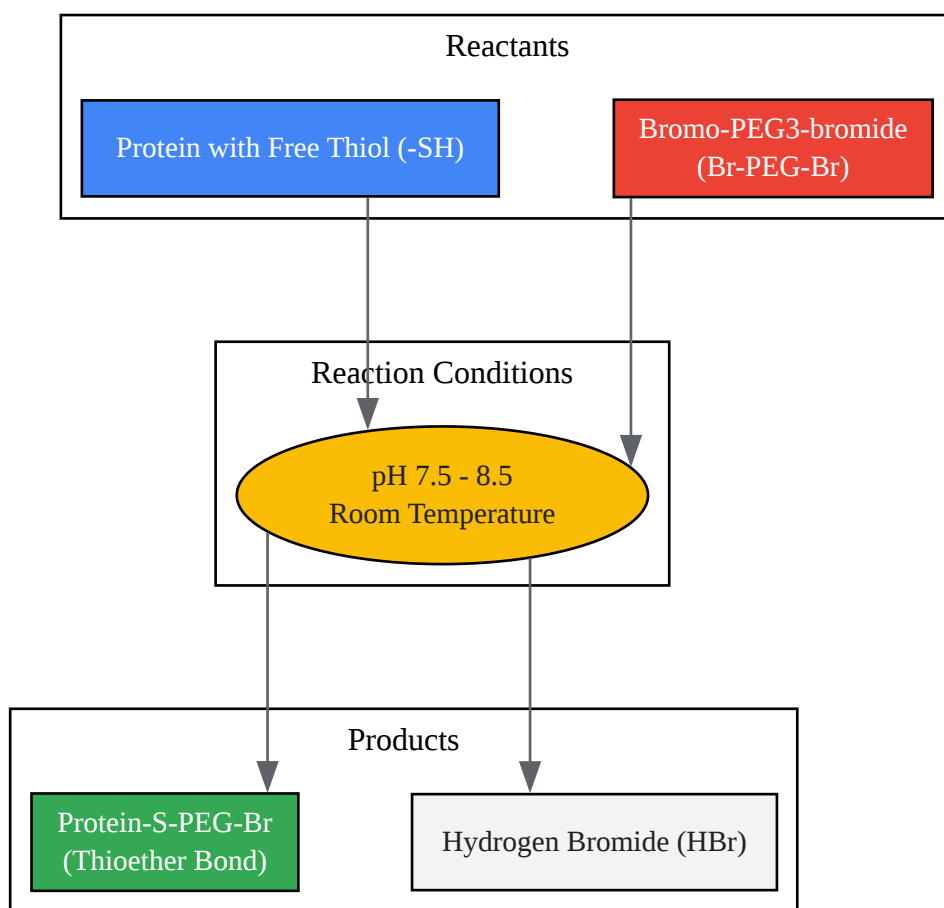 Reactants
Protein with Free Thiol (-SH)
Bromo-PEG3-bromide
(Br-PEG-Br)
Reaction Conditions
pH 7.5 - 8.5
Room Temperature
Products
Protein-S-PEG-Br
(Thioether Bond)
Hydrogen Bromide (HBr)